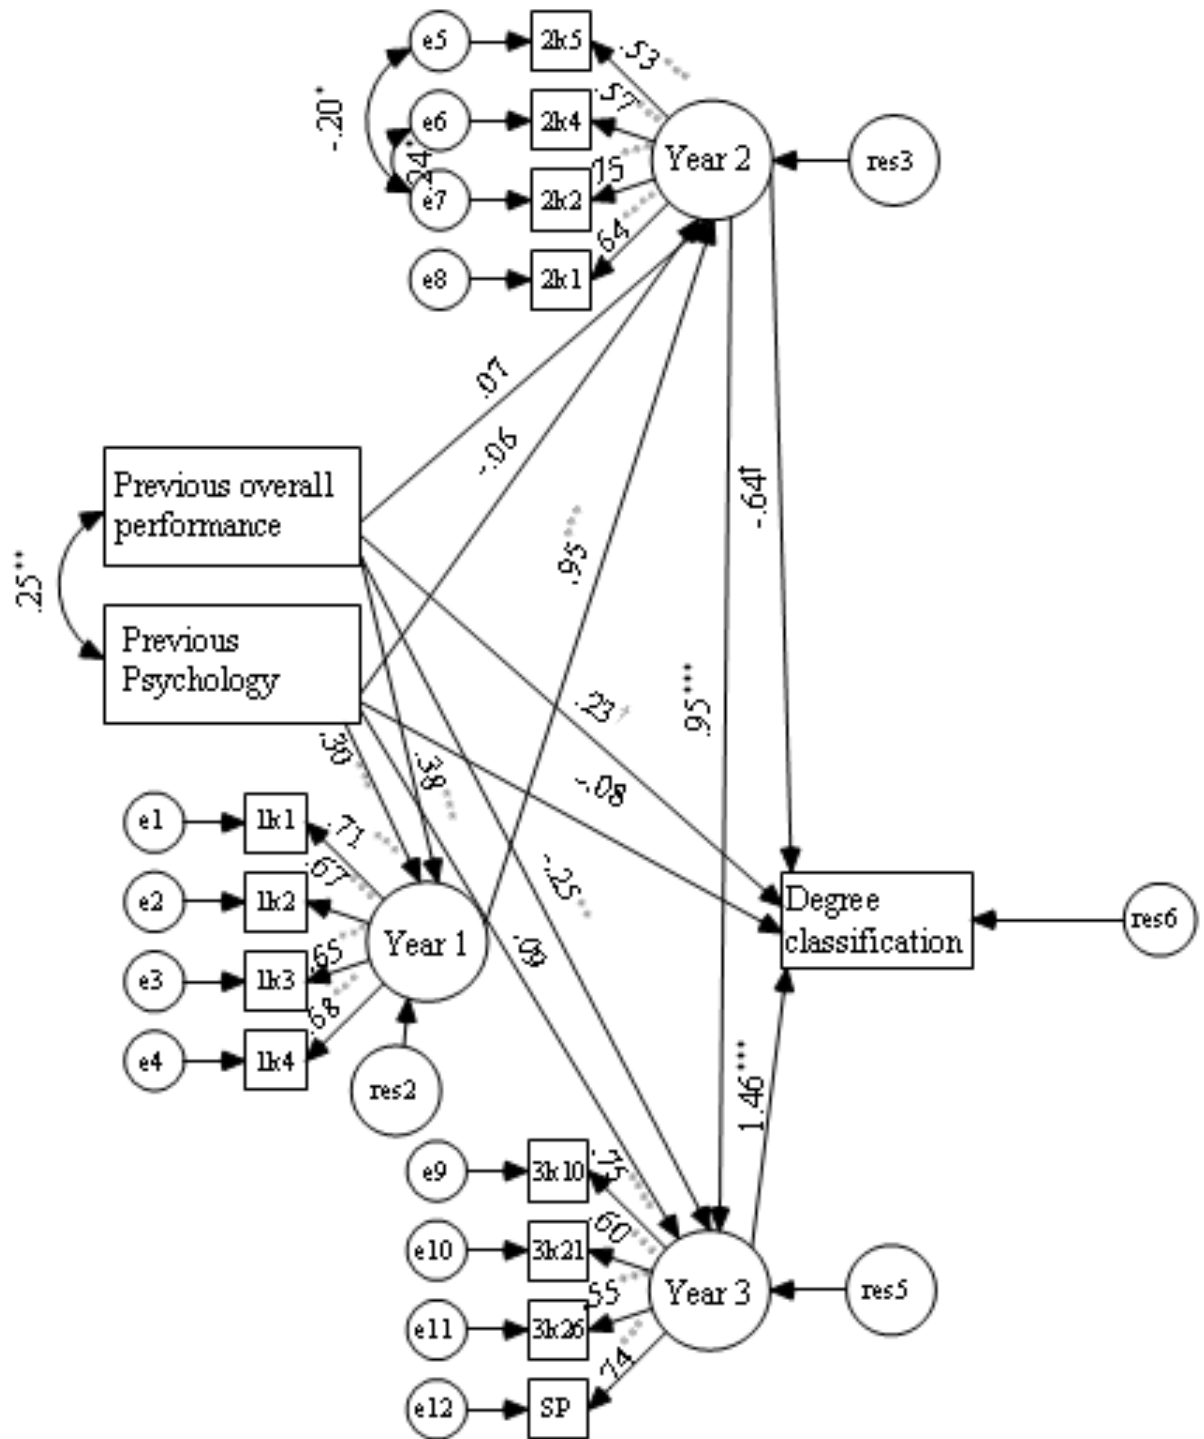 e5
2k5
.53***
-.20*
e6
2k4
.57***
.24*
e7
2k2
.75***
e8
2k1
.64***
Year 2
res3
.07
-.06
Previous overall
performance
.25**
Previous
Psychology
.95***
-.64†
.95***
.23†
-.08
.30***
.38***
e1
1k1
.71***
e2
1k2
.67***
e3
1k3
.65***
e4
1k4
.68***
Year 1
res2
-.25**
.09
Degree
classification
res6
1.46***
e9
3k10
.75***
e10
3k21
.60***
e11
3k26
.55***
e12
SP
.74***
Year 3
res5